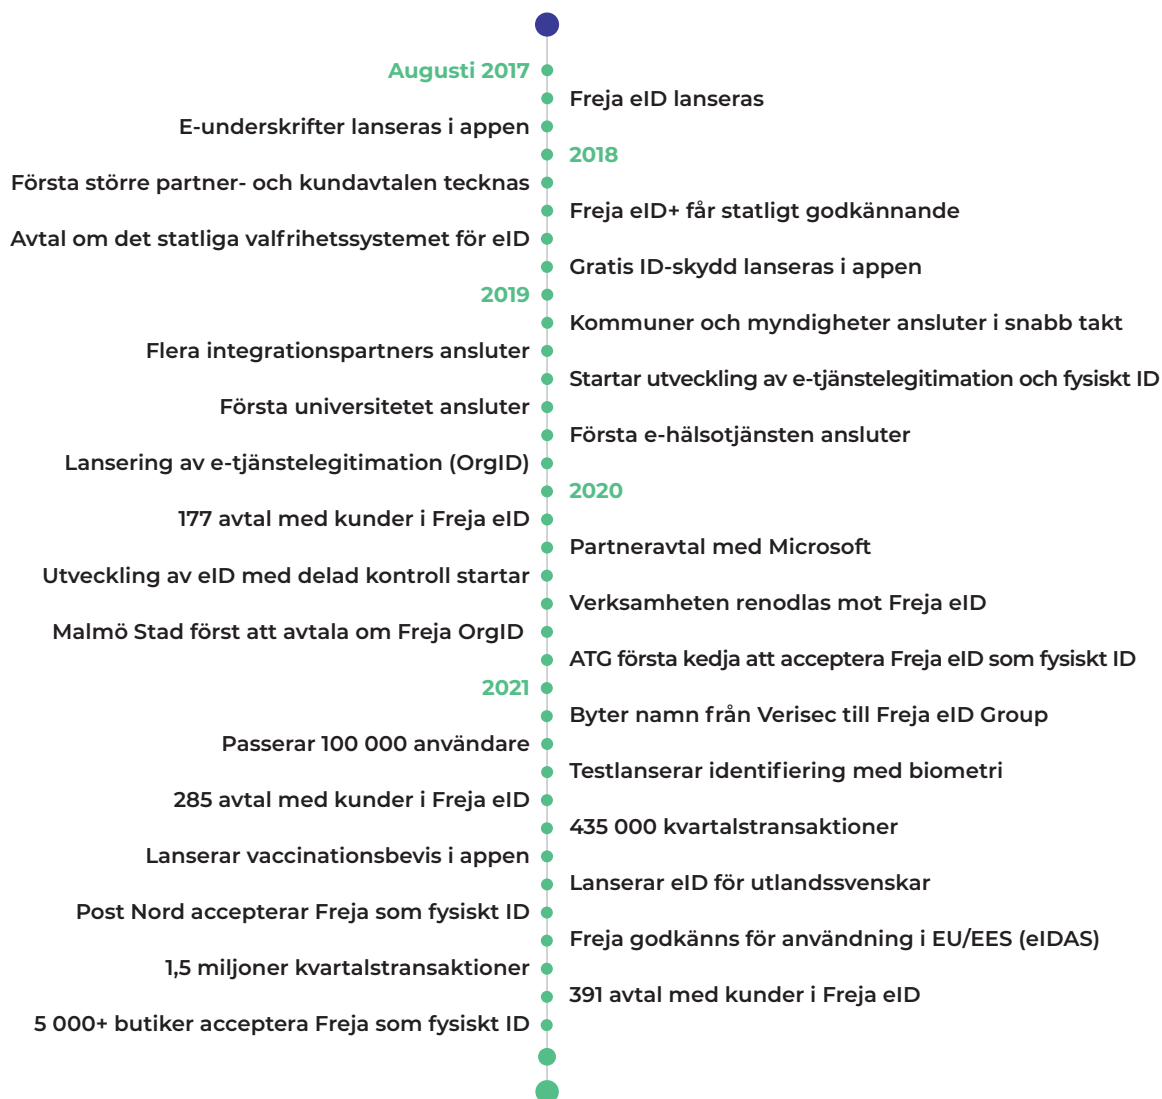 Augusti 2017
Freja eID lanseras
E-underskrifter lanseras i appen
2018
Första större partner- och kundavtalen tecknas
Freja eID+ får statligt godkännande
Avtal om det statliga valfrihetssystemet för eID
Gratis ID-skydd lanseras i appen
2019
Kommuner och myndigheter ansluter i snabb takt
Flera integrationspartners ansluter
Startar utveckling av e-tjänstelegitimation och fysiskt ID
Första universitetet ansluter
Första e-hälsotjänsten ansluter
Lansering av e-tjänstelegitimation (OrgID)
2020
177 avtal med kunder i Freja eID
Partneravtal med Microsoft
Utveckling av eID med delad kontroll startar
Verksamheten renodlas mot Freja eID
Malmö Stad först att avtala om Freja OrgID
ATG första kedja att acceptera Freja eID som fysiskt ID
2021
Byter namn från Verisec till Freja eID Group
Passerar 100 000 användare
Testlanserar identifiering med biometri
285 avtal med kunder i Freja eID
435 000 kvartalstransaktioner
Lanserar vaccinationsbevis i appen
Lanserar eID för utlandssvenskar
Post Nord accepterar Freja som fysiskt ID
Freja godkänns för användning i EU/EES (eIDAS)
1,5 miljoner kvartalstransaktioner
391 avtal med kunder i Freja eID
5 000+ butiker acceptera Freja som fysiskt ID